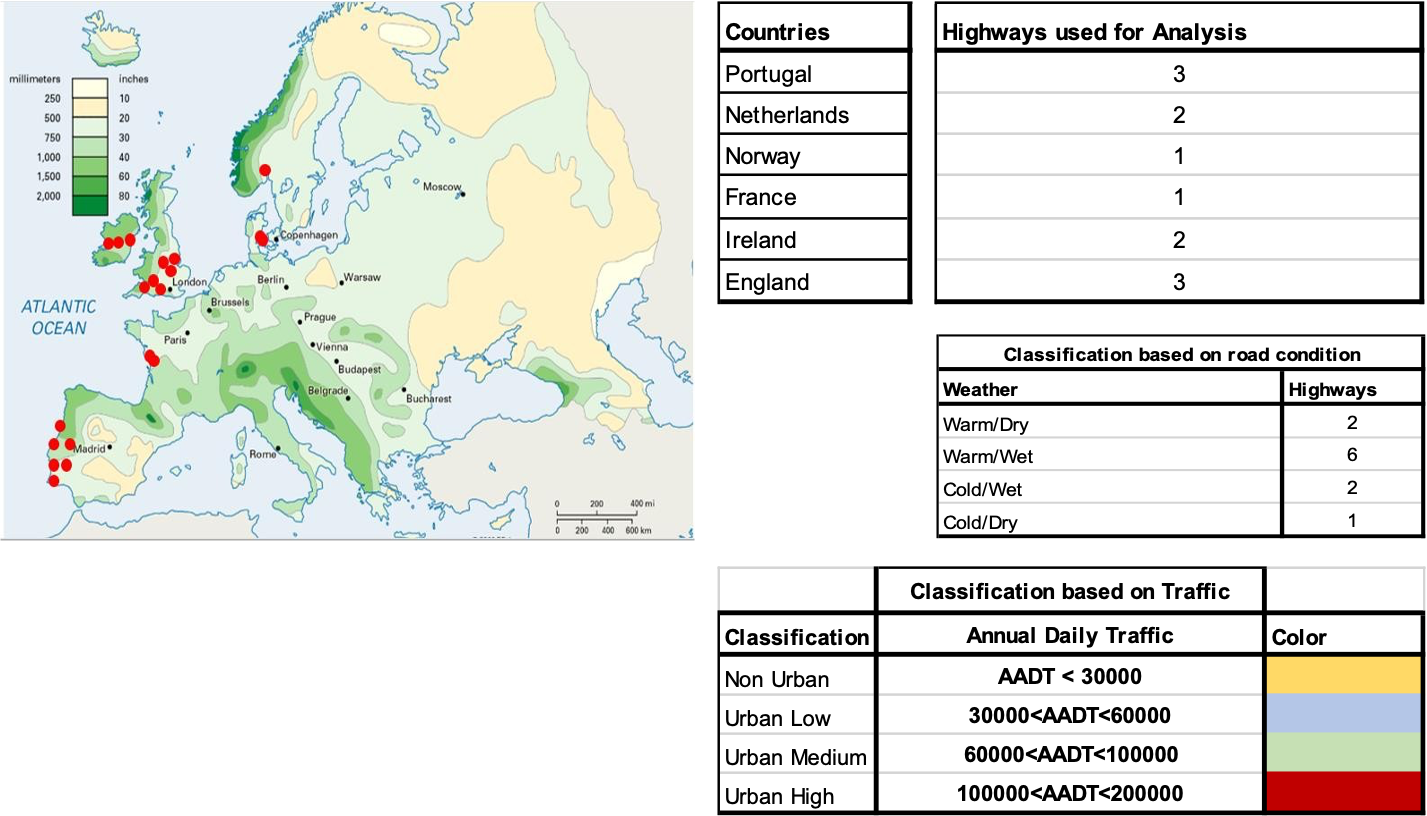 millimeters inches
250 10
500 20
750 30
1,000 40
1,500 60
2,000 80
Moscow
Copenhagen
Berlin
Warsaw
London
Brussels
ATLANTIC
OCEAN
Prague
Paris
Vienna
Budapest
Belgrade
Bucharest
Madrid
Rome
0 200 400 mi
0 200 400 600 km
Countries Highways used for Analysis
Portugal 3
Netherlands 2
Norway 1
France 1
Ireland 2
England 3
Classification based on road condition
Weather Highways
Warm/Dry 2
Warm/Wet 6
Cold/Wet 2
Cold/Dry 1
Classification based on Traffic
Classification Annual Daily Traffic Color
Non Urban AADT < 30000
Urban Low 30000<AADT<60000
Urban Medium 60000<AADT<100000
Urban High 100000<AADT<200000